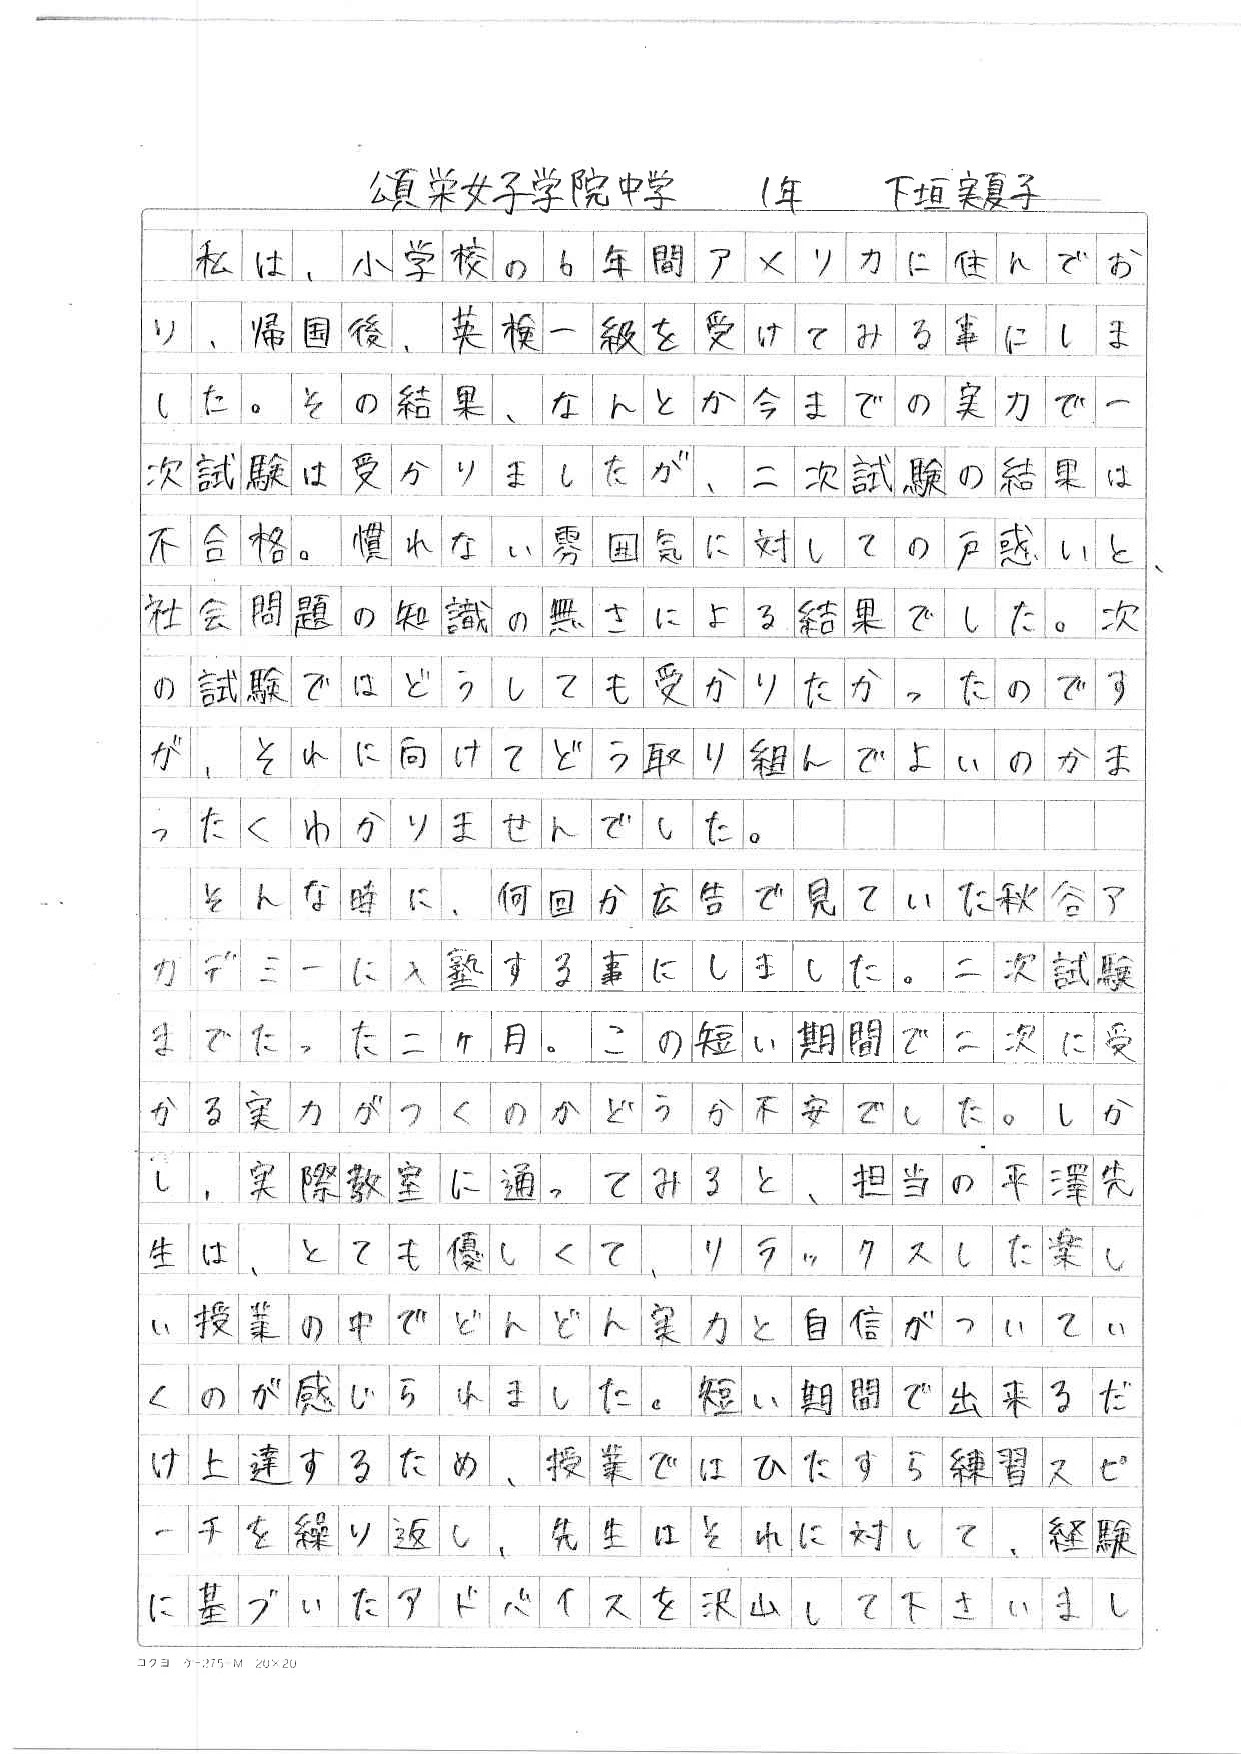 頌栄女子学院中学　1年　下垣実夏子
私は、小学校の6年間アメリカに住んでお
り、帰国後、英検一級を受けてみる事にしま
した。その結果、なんとか今までの実力で一
次試験は受かりましたが、二次試験の結果は
不合格。慣れない雰囲気に対しての戸惑いと、
社会問題の知識の無さによる結果でした。次
の試験ではどうしても受かりたかったのです
が、それに向けてどう取り組んでよいのかま
ったくわかりませんでした。
そんな時に、何回か広告で見ていた秋谷ア
カデミーに入塾する事にしました。二次試験
までたった二ヶ月。この短い期間で二次に受
かる実力がつくのかどうか不安でした。しか
し、実際教室に通ってみると、担当の平澤先
生は、とても優しくて、リラックスした楽し
い授業の中でどんどん実力と自信がついてい
くのが感じられました。短い期間で出来るだ
け上達するため、授業ではひたすら練習スピ
ーチを繰り返し、先生はそれに対して、経験
に基づいたアドバイスを沢山して下さいまし
コクヨ ケ-275-M 20×20